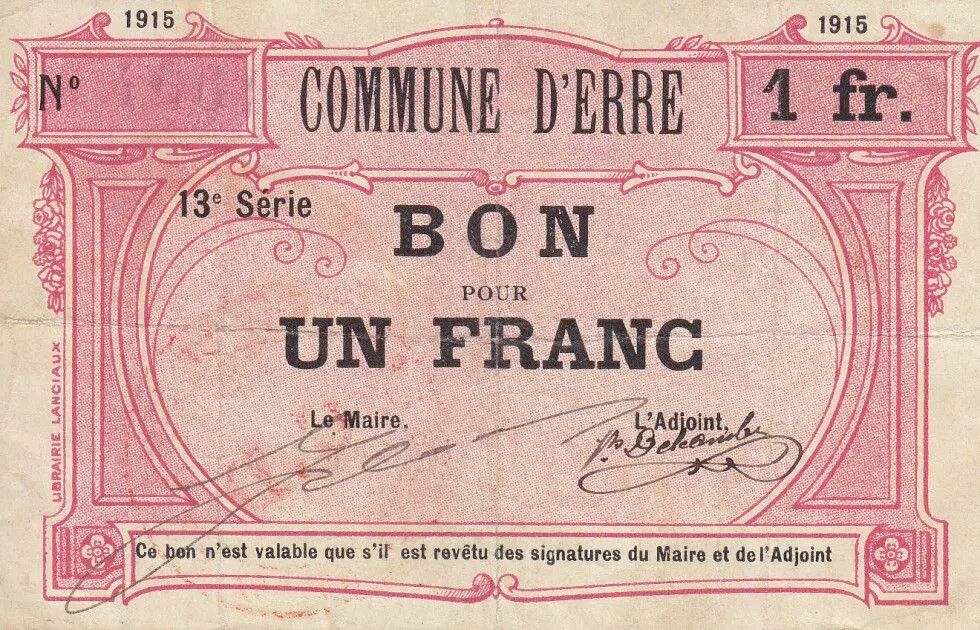 1915
1915
Nº
COMMUNE D'ERRE
1 fr.
13e Série
BON
POUR
UN FRANC
Le Maire.
L'Adjoint,
LIBRAIRIE LANCIAUX
Ce bon n'est valable que s'il est revêtu des signatures du Maire et de l'Adjoint